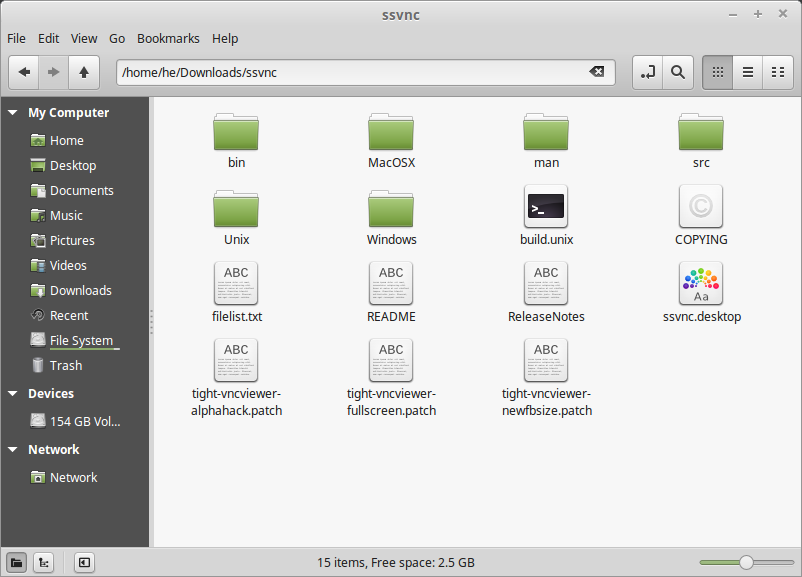 ssvnc
File Edit View Go Bookmarks Help
/home/he/Downloads/ssvnc
My Computer
Home
Desktop
Documents
Music
Pictures
Videos
Downloads
Recent
File System
Trash
Devices
154 GB Vol...
Network
Network
bin MacOSX man src
Unix Windows build.unix COPYING
ABC ABC ABC Aa
filelist.txt README ReleaseNotes ssvnc.desktop
ABC ABC ABC
tight-vncviewer- tight-vncviewer- tight-vncviewer-
alphahack.patch fullscreen.patch newfbsize.patch
15 items, Free space: 2.5 GB